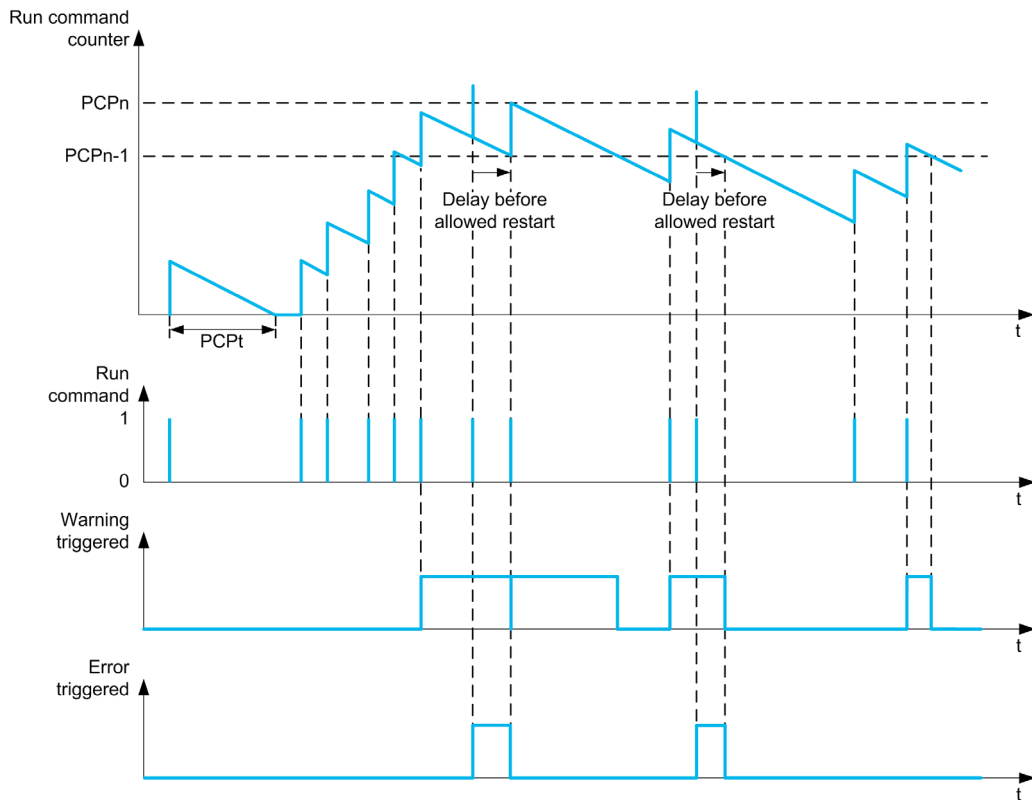 Run command
counter
PCPn
PCPn-1
Delay before
allowed restart
Delay before
allowed restart
PCPt
t
Run
command
1
0
t
Warning
triggered
t
Error
triggered
t